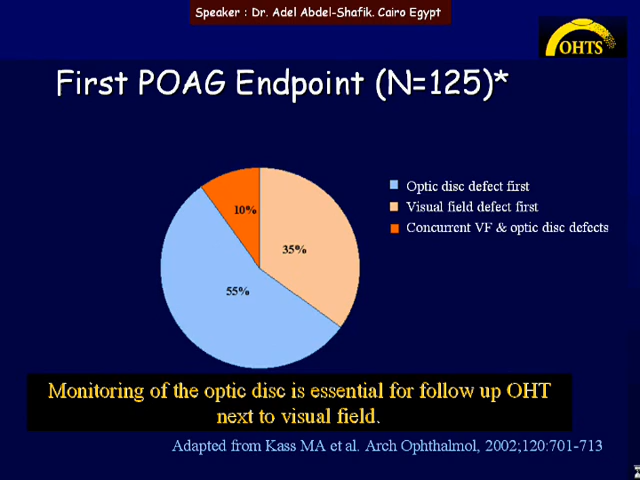 Speaker : Dr. Adel Abdel-Shafik. Cairo Egypt
OHTS
First POAG Endpoint (N=125)*
Optic disc defect first
Visual field defect first
Concurrent VF & optic disc defects
10%
35%
55%
Monitoring of the optic disc is essential for follow up OHT
next to visual field.
Adapted from Kass MA et al. Arch Ophthalmol, 2002;120:701-713